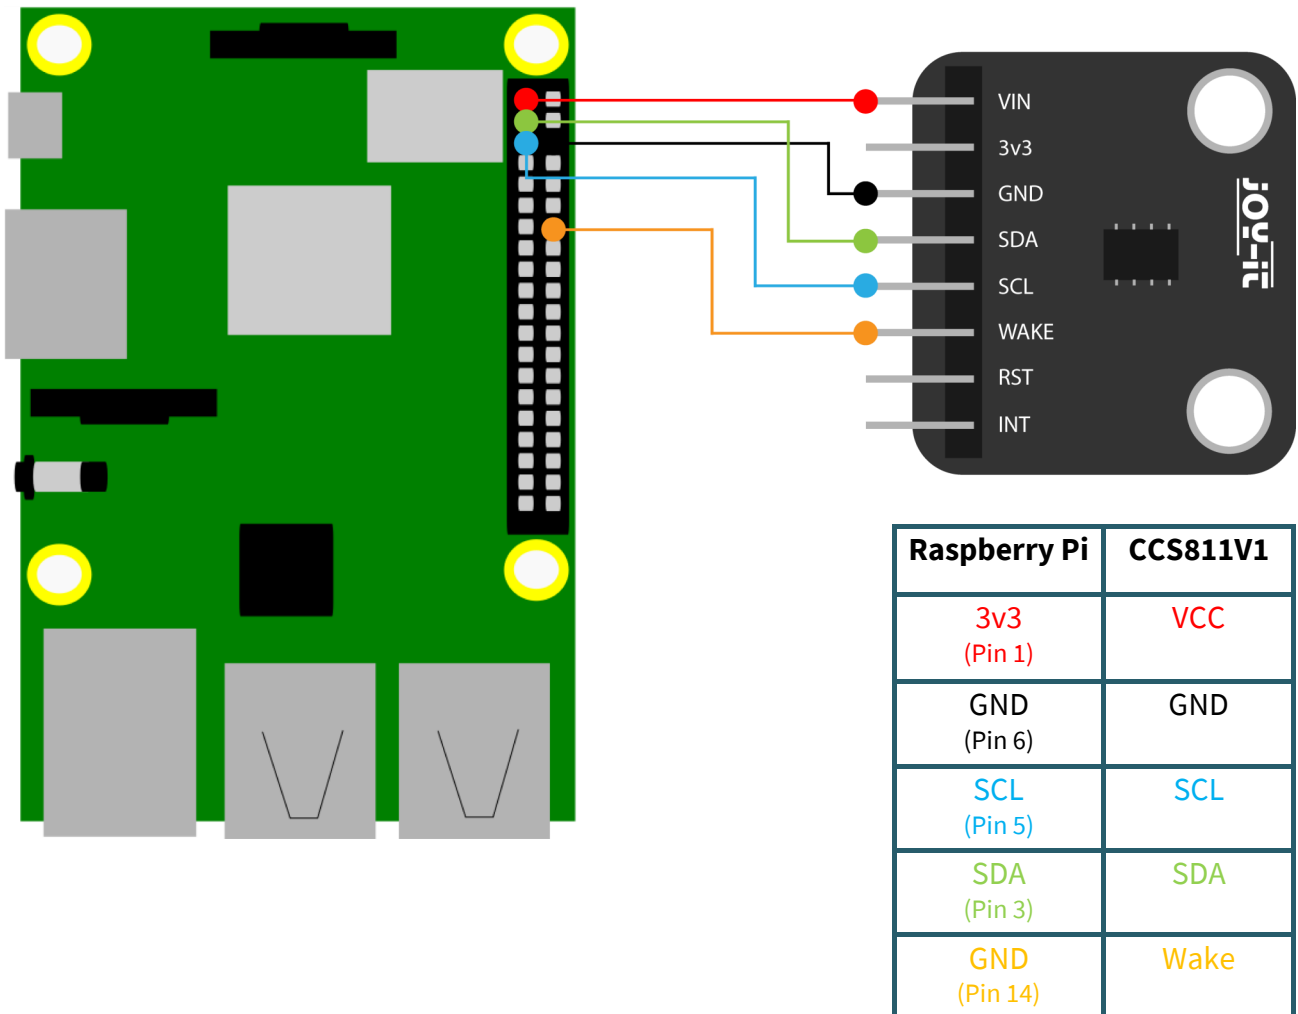 VIN
3v3
GND
SDA
SCL
WAKE
RST
INT
JOY-iT
Raspberry Pi CCS811V1
3v3 VCC
(Pin 1)
GND GND
(Pin 6)
SCL SCL
(Pin 5)
SDA SDA
(Pin 3)
GND Wake
(Pin 14)